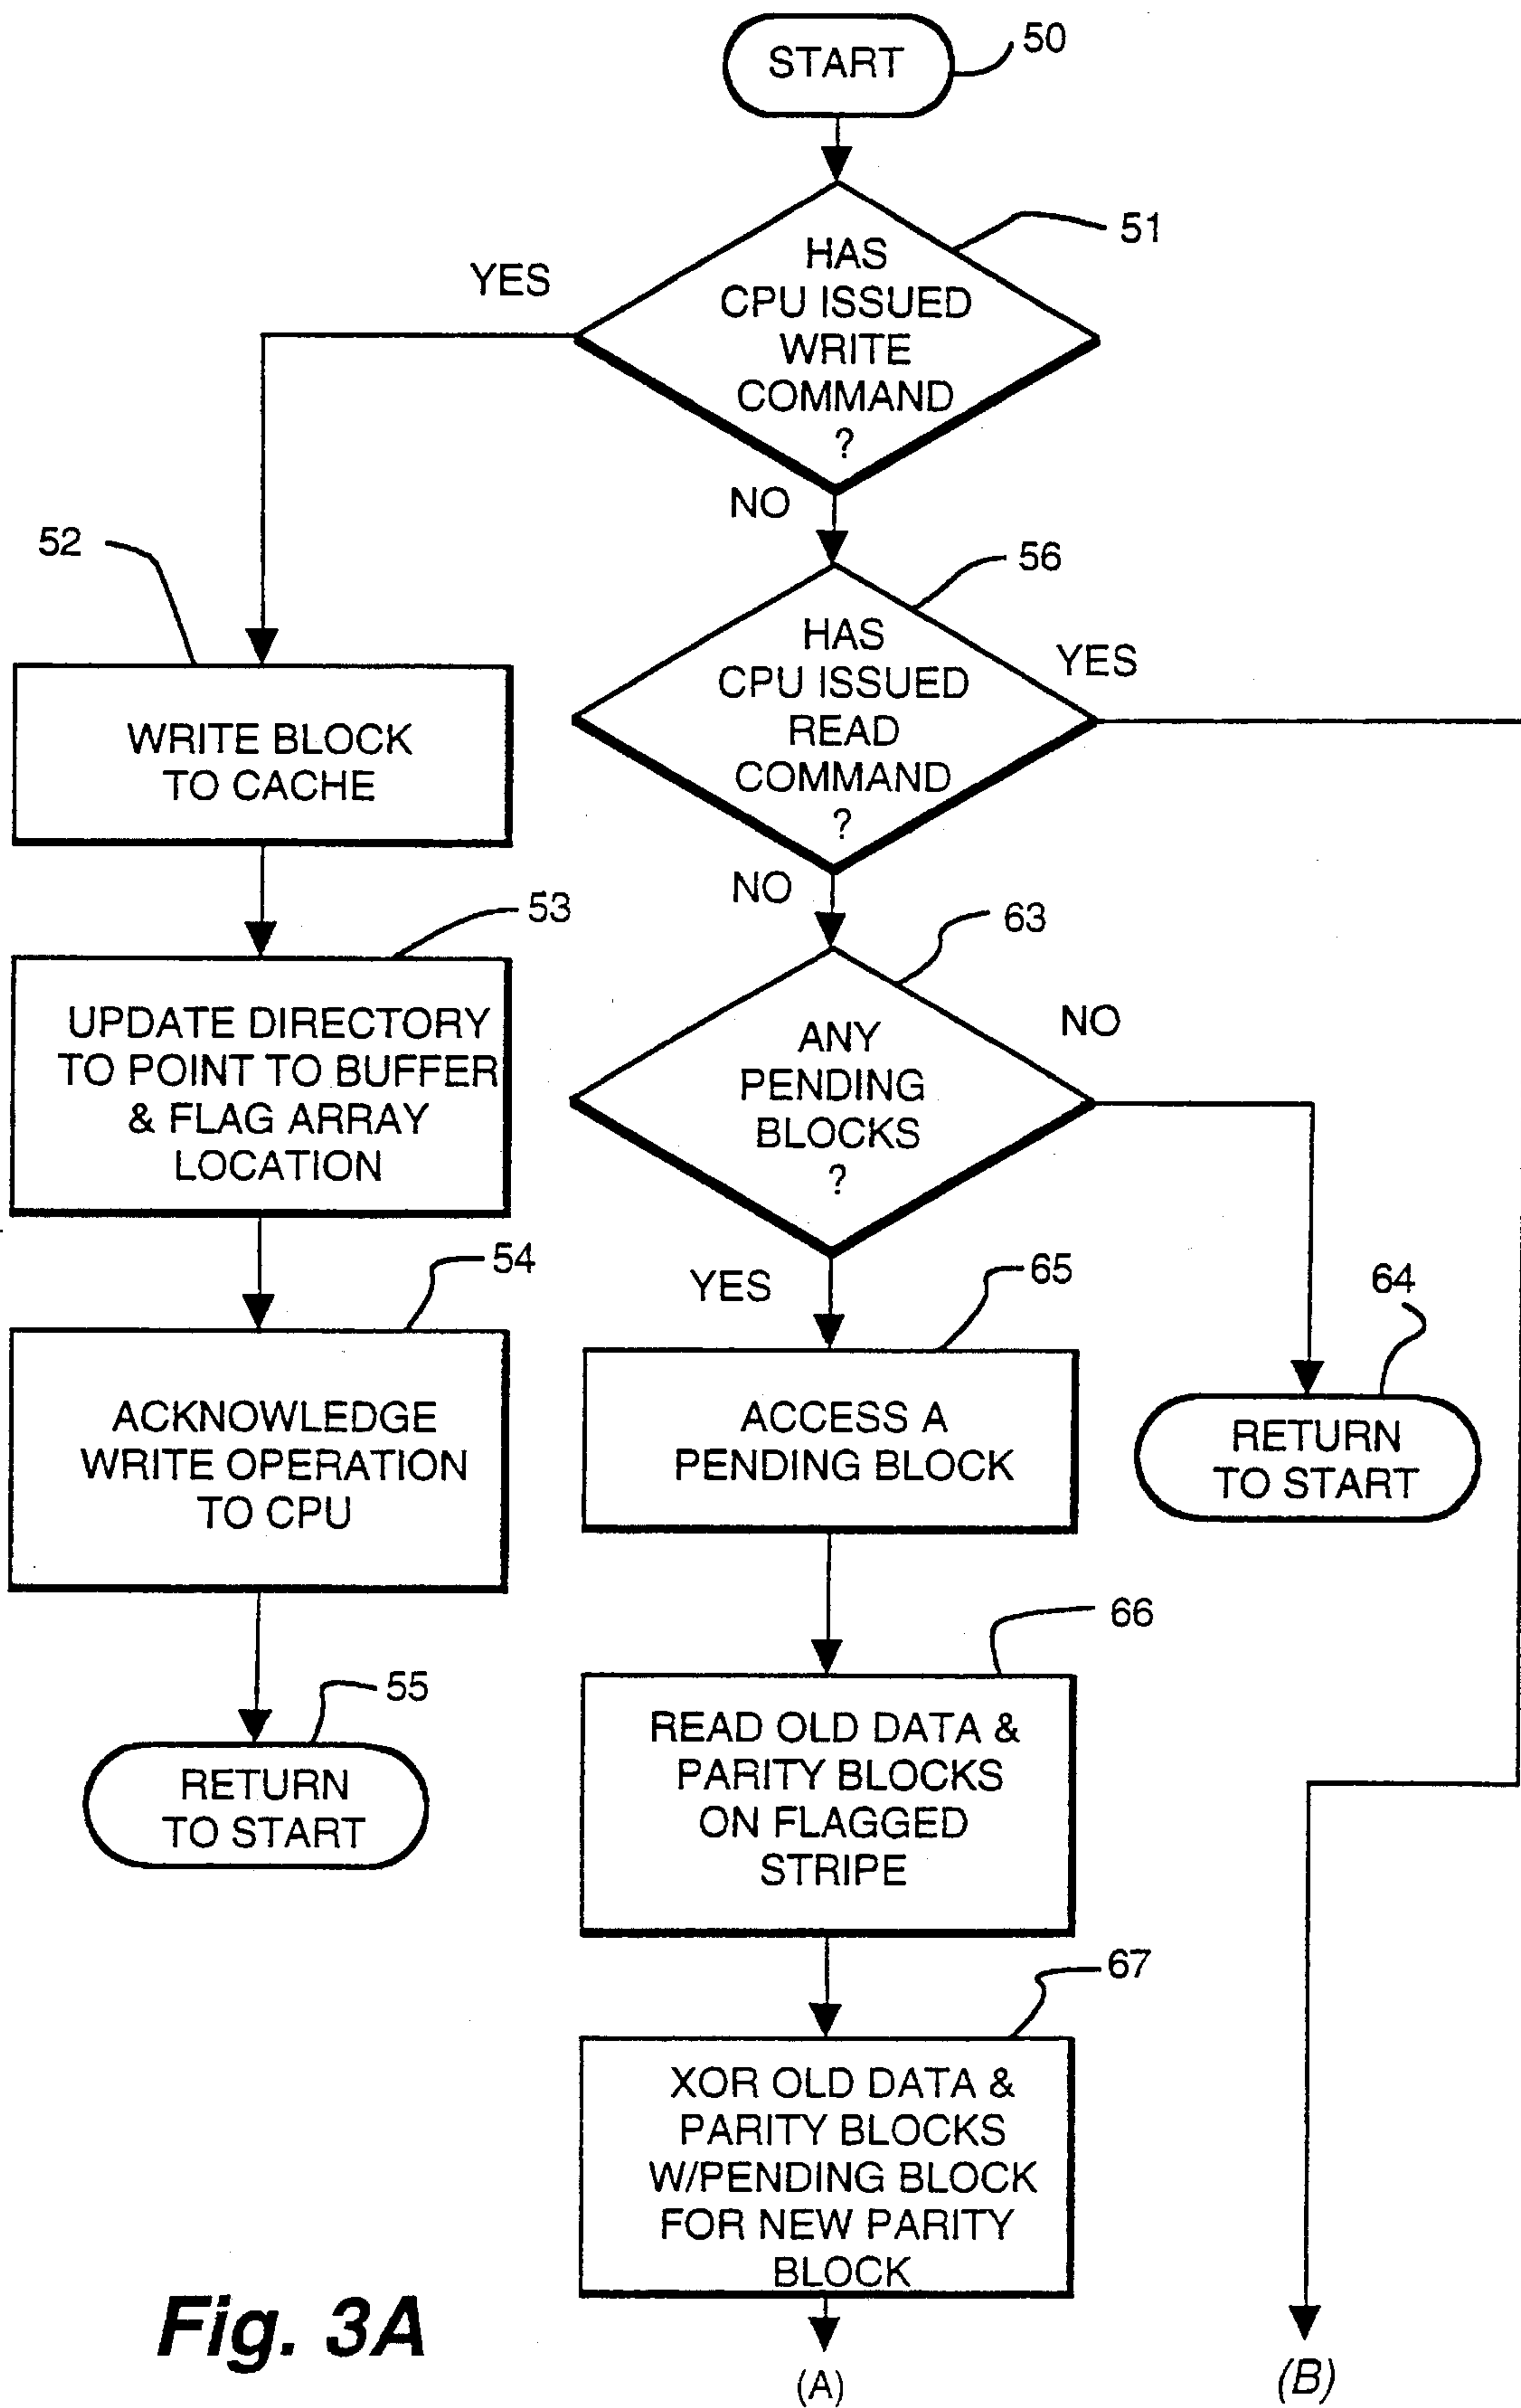 START
50
HAS
CPU ISSUED
WRITE
COMMAND
?
51
YES
NO
52
WRITE BLOCK
TO CACHE
56
HAS
CPU ISSUED
READ
COMMAND
?
YES
NO
53
UPDATE DIRECTORY
TO POINT TO BUFFER
& FLAG ARRAY
LOCATION
63
ANY
PENDING
BLOCKS
?
NO
YES
54
ACKNOWLEDGE
WRITE OPERATION
TO CPU
65
ACCESS A
PENDING BLOCK
64
RETURN
TO START
55
RETURN
TO START
66
READ OLD DATA &
PARITY BLOCKS
ON FLAGGED
STRIPE
67
XOR OLD DATA &
PARITY BLOCKS
W/PENDING BLOCK
FOR NEW PARITY
BLOCK
Fig. 3A
(A)
(B)